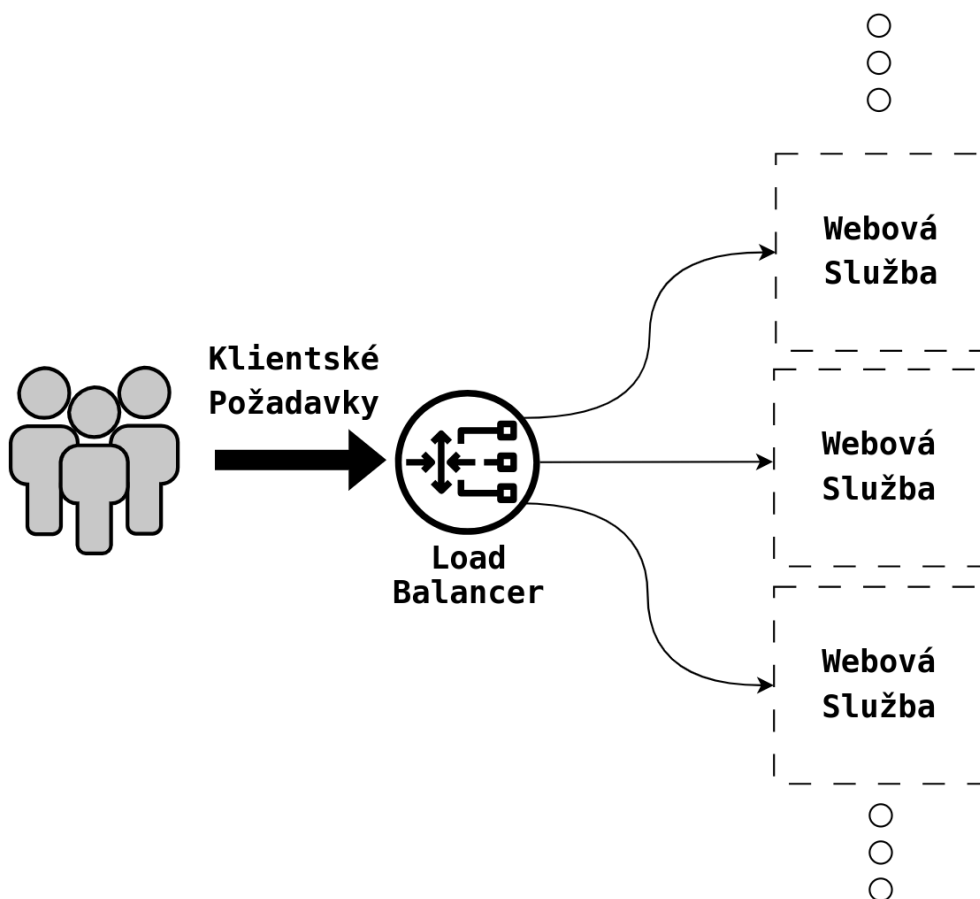 Klientské
Požadavky
Load
Balancer
Webová
Služba
Webová
Služba
Webová
Služba